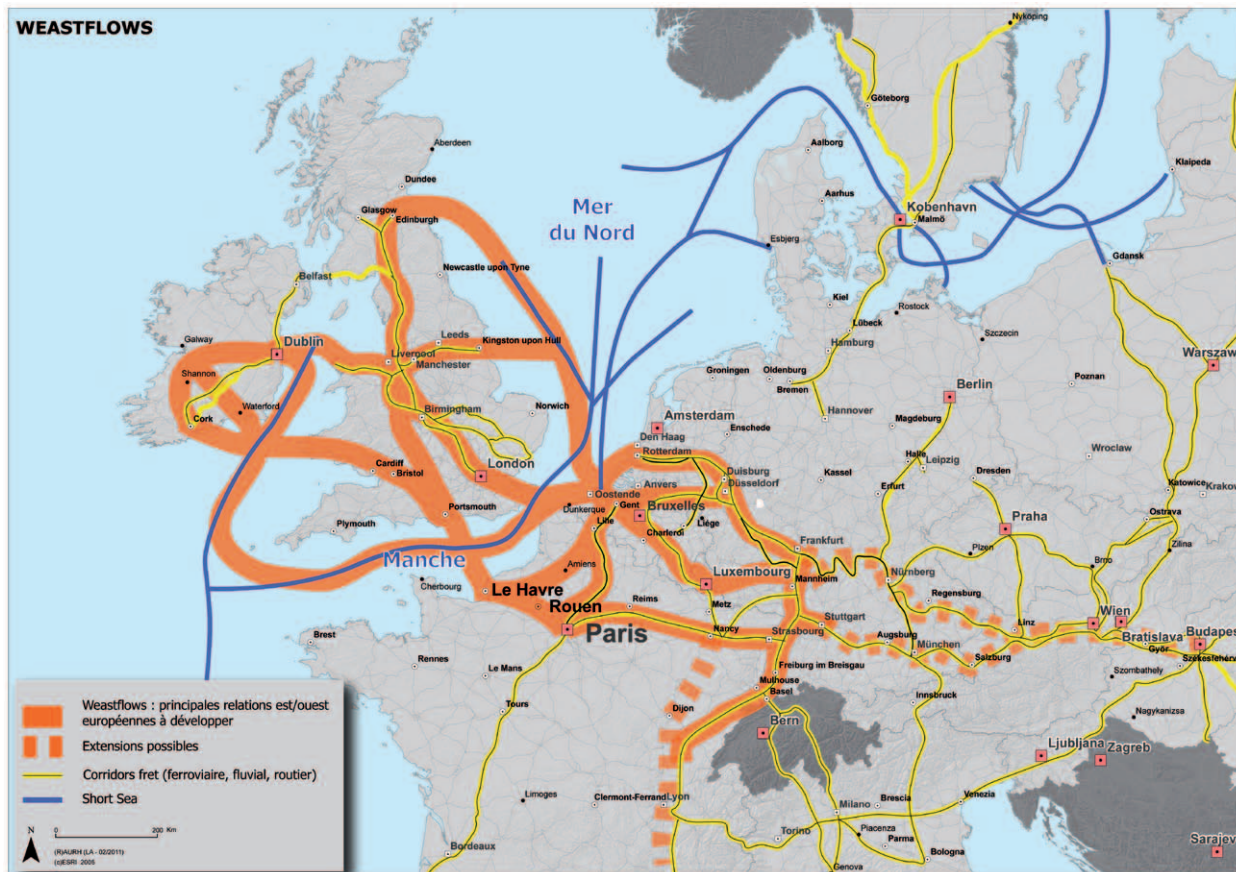 WEASTFLOWS
Nyköping
Göteborg
Aberdeen
Aalborg
Klaipeda
Dundee
Aarhus
Glasgow
Edinburgh
Mer
du Nord
Kobenhavn
Malmö
Esbjerg
Gdansk
Newcastle upon Tyne
Belfast
Kiel
Rostock
Lübeck
Szczecin
Galway
Dublin
Leeds
Kingston upon Hull
Hamburg
Liverpool
Manchester
Warszaw
Shannon
Groningen
Oldenburg
Bremen
Berlin
Poznan
Waterford
Birmingham
Norwich
Amsterdam
Hannover
Magdeburg
Cork
Enschede
Den Haag
Rotterdam
Wroclaw
Halle
Leipzig
Cardiff
Bristol
London
Duisburg
Düsseldorf
Kassel
Dresden
Anvers
Oostende
Erfurt
Katowice
Krakow
Dunkerque
Gent
Bruxelles
Portsmouth
Lille
Liége
Praha
Ostrava
Plymouth
Charleroi
Frankfurt
Plzen
Zilina
Manche
Amiens
Brno
Cherbourg
Luxembourg
Mannheim
Nürnberg
Le Havre
Rouen
Reims
Metz
Regensburg
Wien
Paris
Nancy
Strasbourg
Stuttgart
Linz
Bratislava
Budapes
Brest
Augsburg
München
Györ
Rennes
Salzburg
Székesfehérv
Le Mans
Freiburg im Breisgau
Szombathely
Mulhouse
Basel
Innsbruck
Tours
Dijon
Nagykanizsa
Bern
Ljubljana
Zagreb
Limoges
Clermont-Ferrand
Lyon
Brescia
Venezia
Milano
Torino
Piacenza
Parma
Bordeaux
Bologna
Genova
Sarajev
Weastflows : principales relations est/ouest
européennes à développer
Extensions possibles
Corridors fret (ferroviaire, fluvial, routier)
Short Sea
N
0 200 Km
(R)AURH (LA - 02/2011)
(c)ESRI 2005